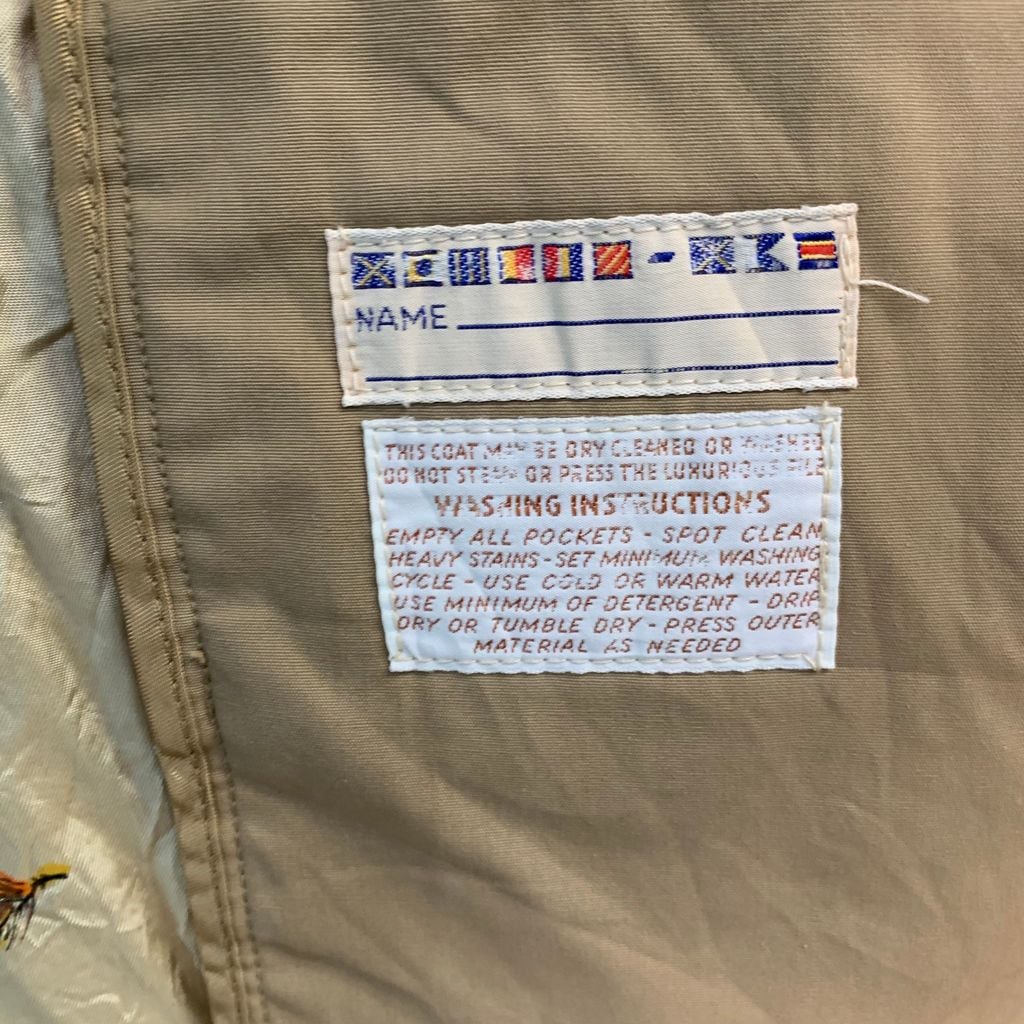 NAME
THIS COAT MAY BE DRY CLEANED OR WASHED
DO NOT STEAM OR PRESS THE LUXURIOUS PILE
WASHING INSTRUCTIONS
EMPTY ALL POCKETS - SPOT CLEAN
HEAVY STAINS - SET MINIMUM WASHING
CYCLE - USE COLD OR WARM WATER
USE MINIMUM OF DETERGENT - DRIP
DRY OR TUMBLE DRY - PRESS OUTER
MATERIAL AS NEEDED